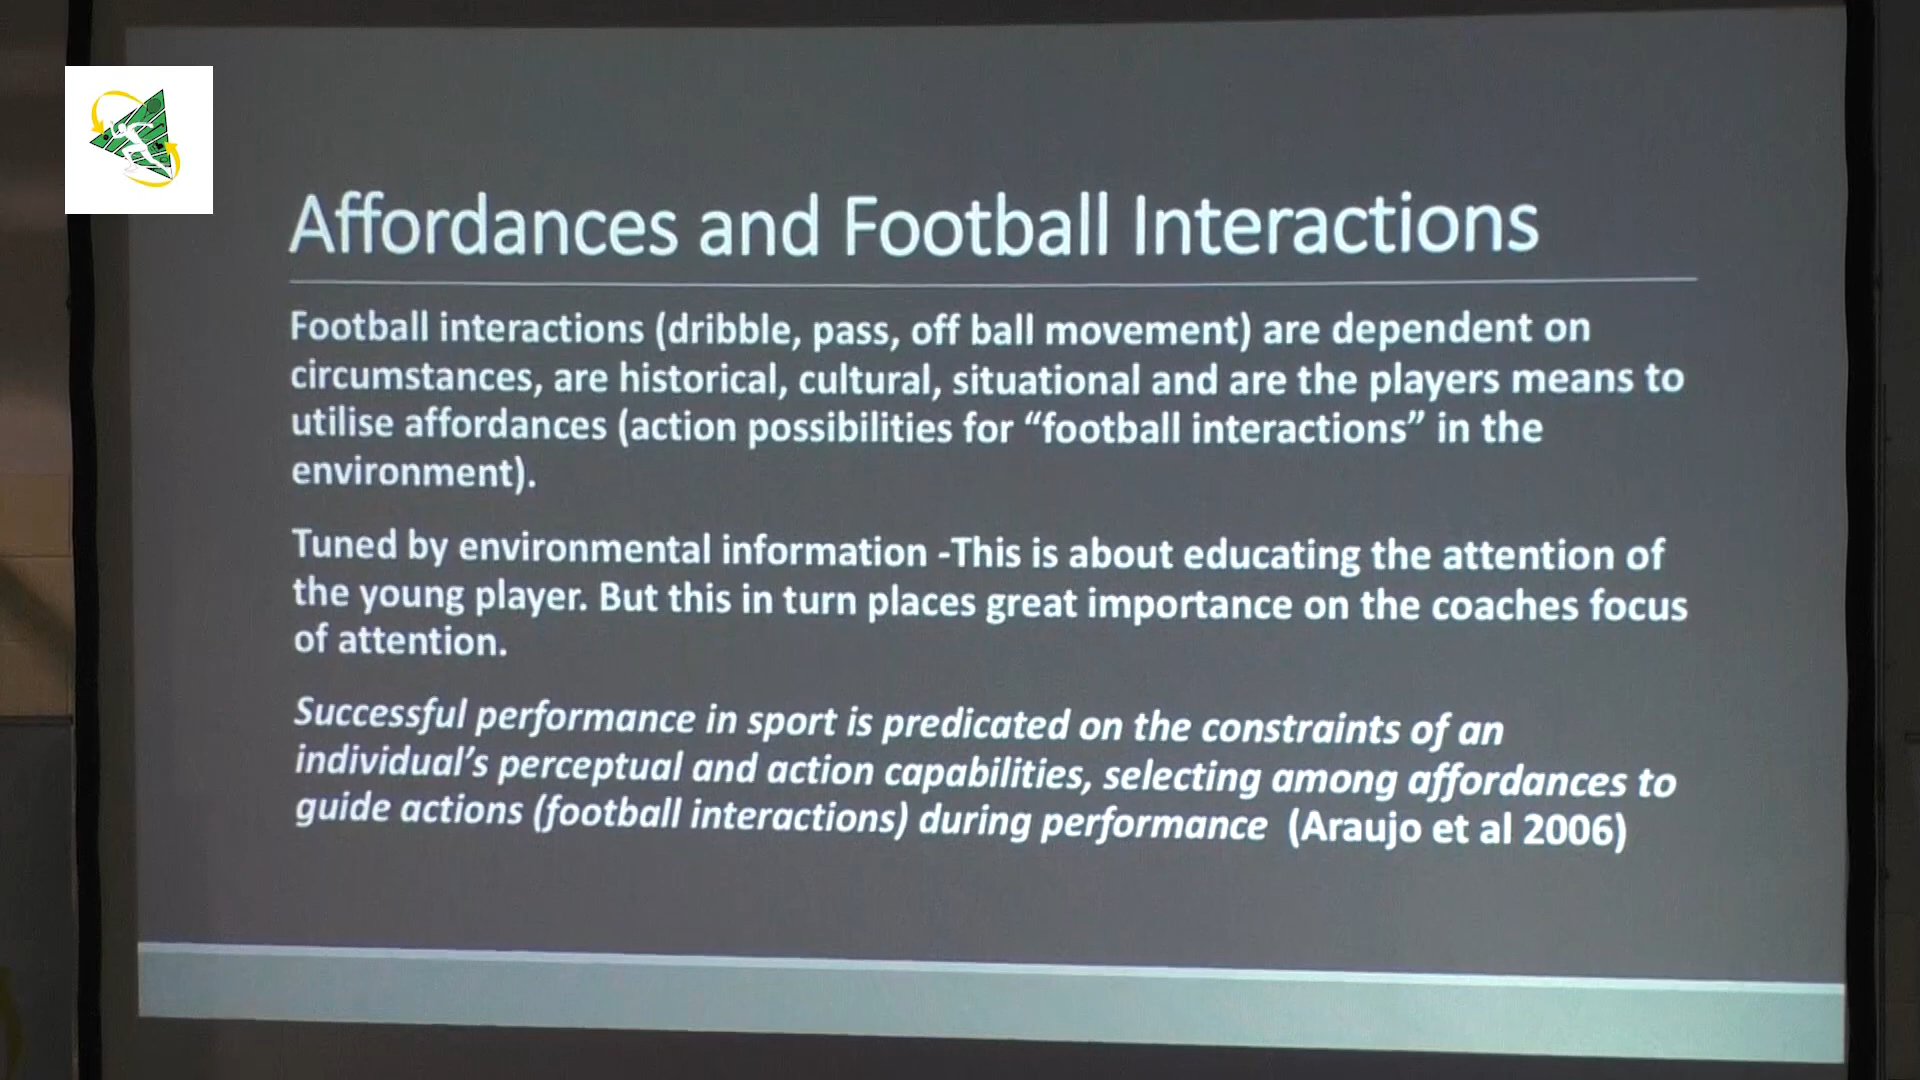 Affordances and Football Interactions
Football interactions (dribble, pass, off ball movement) are dependent on
circumstances, are historical, cultural, situational and are the players means to
utilise affordances (action possibilities for “football interactions” in the
environment).
Tuned by environmental information -This is about educating the attention of
the young player. But this in turn places great importance on the coaches focus
of attention.
Successful performance in sport is predicated on the constraints of an
individual’s perceptual and action capabilities, selecting among affordances to
guide actions (football interactions) during performance (Araujo et al 2006)